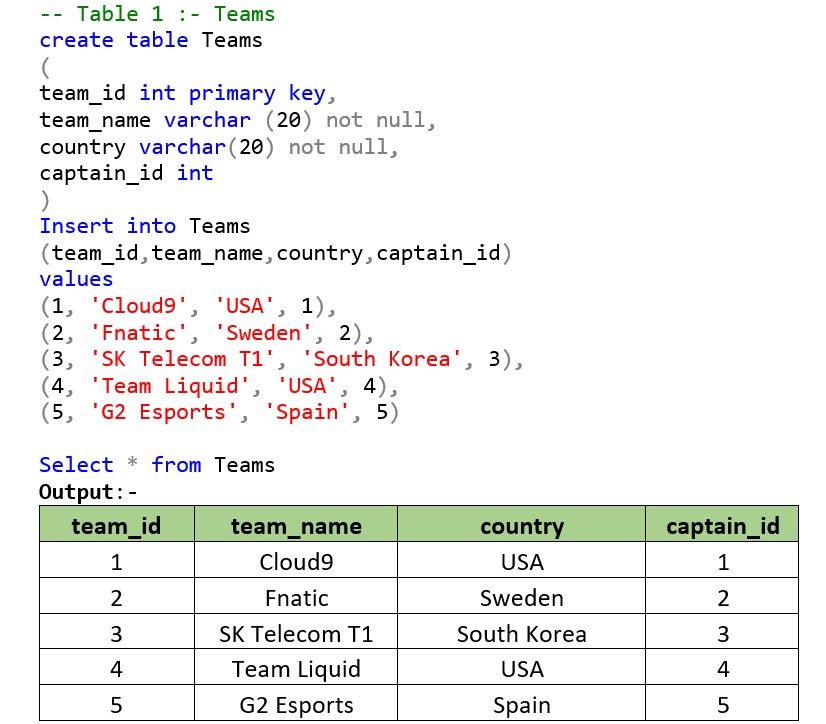 -- Table 1 :- Teams
create table Teams
(
team_id int primary key,
team_name varchar (20) not null,
country varchar(20) not null,
captain_id int
)
Insert into Teams
(team_id,team_name,country,captain_id)
values
(1, 'Cloud9', 'USA', 1),
(2, 'Fnatic', 'Sweden', 2),
(3, 'SK Telecom T1', 'South Korea', 3),
(4, 'Team Liquid', 'USA', 4),
(5, 'G2 Esports', 'Spain', 5)
Select * from Teams
Output:-
team_id team_name country captain_id
1 Cloud9 USA 1
2 Fnatic Sweden 2
3 SK Telecom T1 South Korea 3
4 Team Liquid USA 4
5 G2 Esports Spain 5